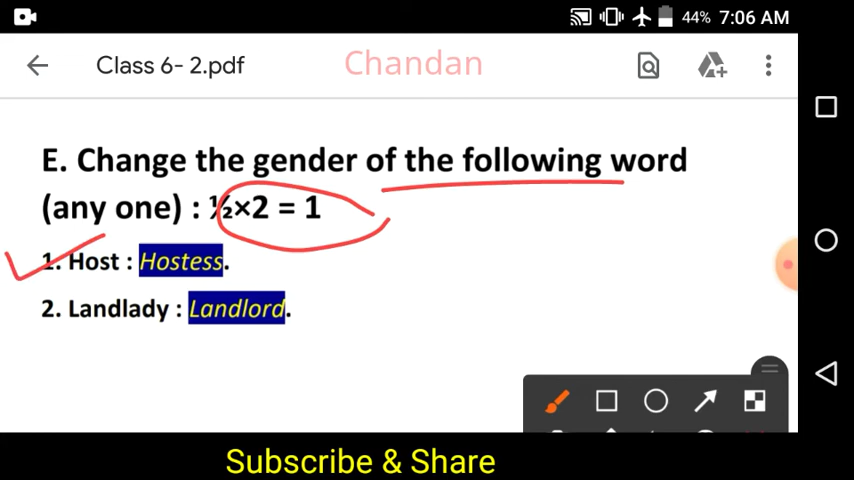 44% 7:06 AM
Class 6- 2.pdf Chandan
E. Change the gender of the following word
(any one) : ½×2 = 1
1. Host : Hostess.
2. Landlady : Landlord.
Subscribe & Share